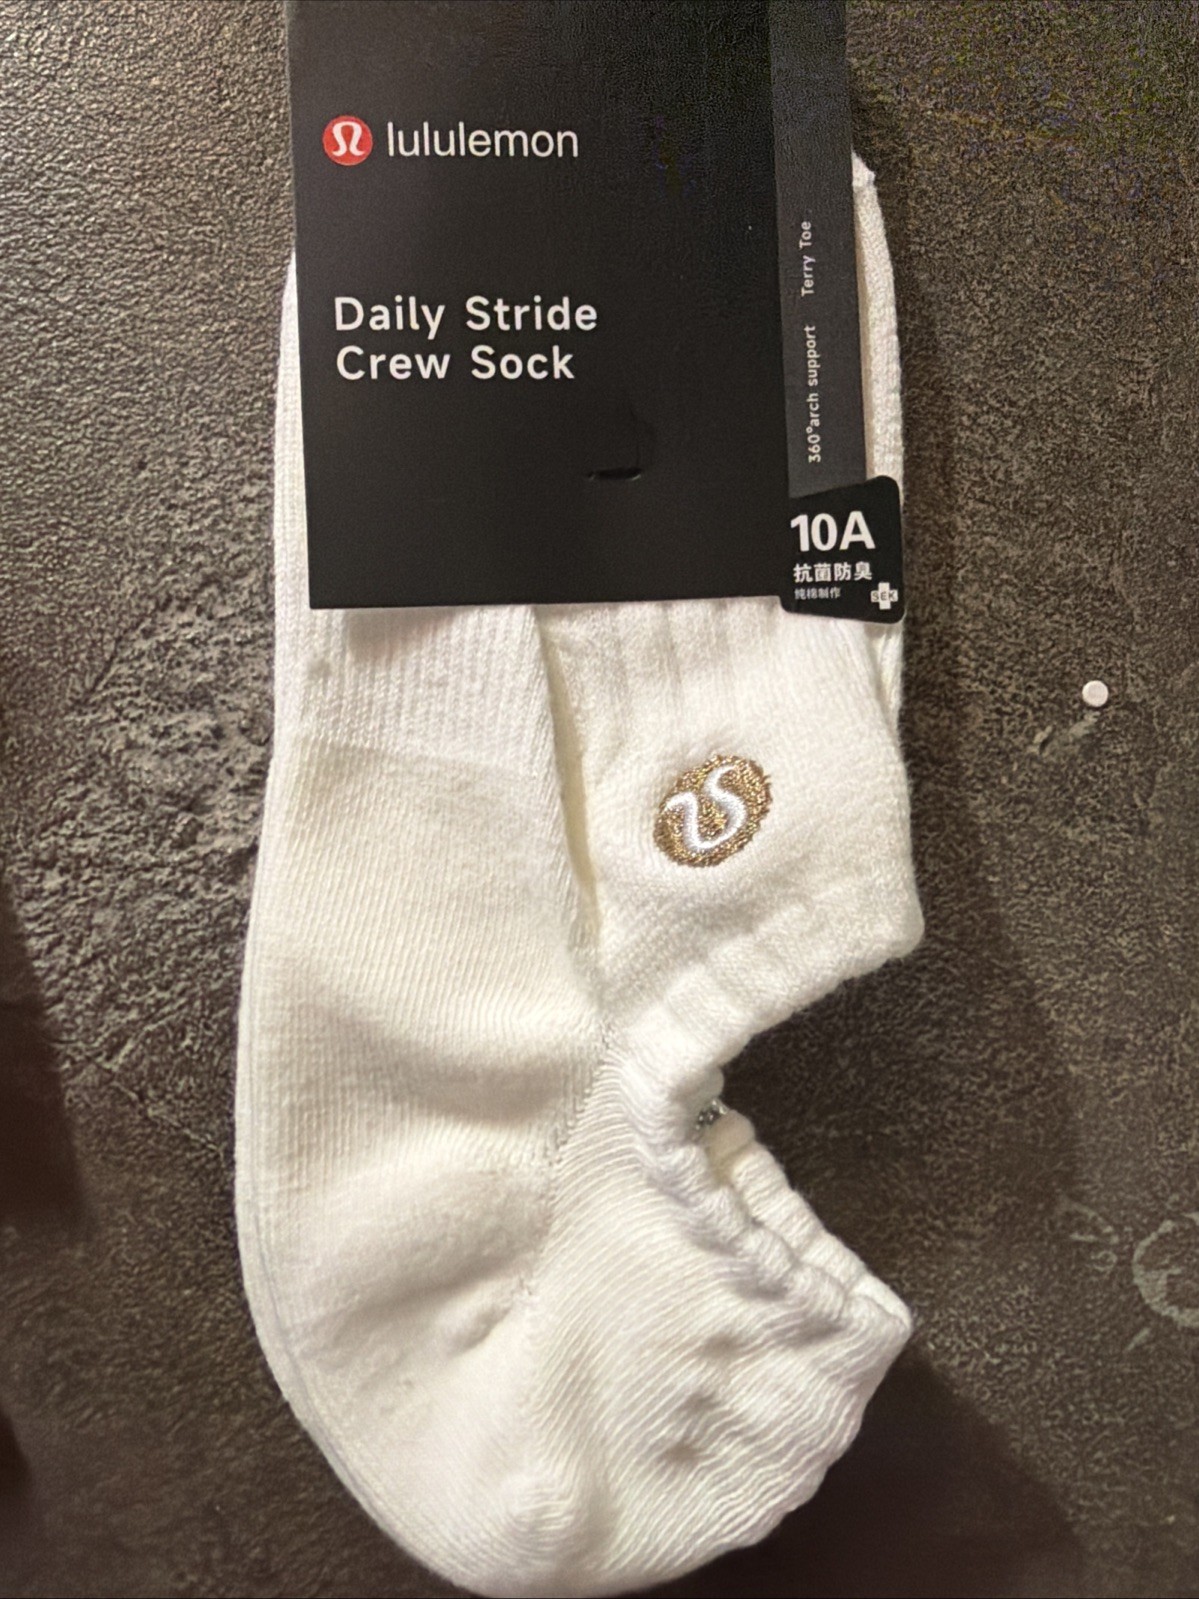 lululemon
Daily Stride
Crew Sock
360°arch support Terry Toe
10A
抗菌防臭
纯棉制作
SEK